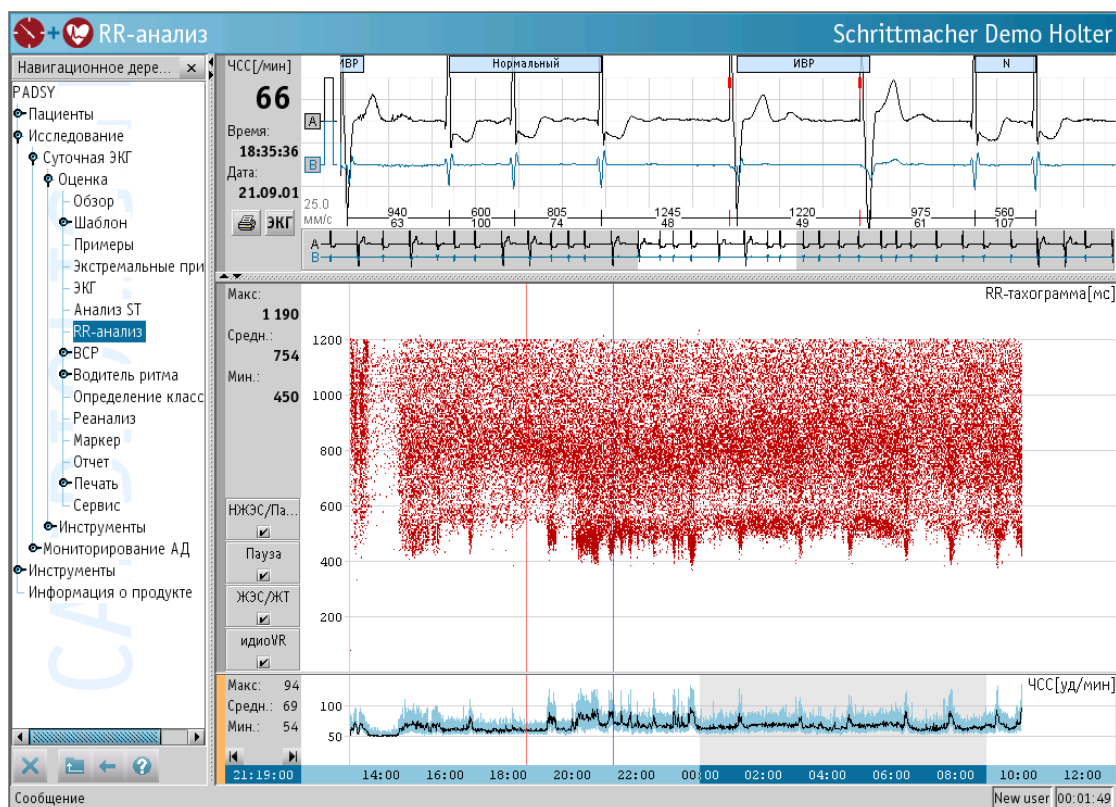 RR-анализ
Schrittmacher Demo Holter
Навигационное дере...
PADSY
Пациенты
Исследование
Суточная ЭКГ
Оценка
Обзор
Шаблон
Примеры
Экстремальные при
ЭКГ
Анализ ST
RR-анализ
ВСР
Водитель ритма
Определение класс
Реанализ
Маркер
Отчет
Печать
Сервис
Инструменты
Мониторирование АД
Инструменты
Информация о продукте
ЧСС[/мин]
66
Время:
18:35:36
Дата:
21.09.01
ЭКГ
ИВР Нормальный ИВР N
A
B
25.0
мм/с
940 600 805 1245 1220 975 560
63 100 74 48 49 61 107
A
B
Макс:
1 190
Средн.:
754
Мин.:
450
RR-тахограмма[мс]
1200
1000
800
600
400
200
НЖЭС/Па...
Пауза
ЖЭС/ЖТ
идиоVR
Макс: 94
Средн.: 69
Мин.: 54
ЧСС[уд/мин]
100
50
21:19:00 14:00 16:00 18:00 20:00 22:00 00:00 02:00 04:00 06:00 08:00 10:00 12:00
Сообщение
New user 00:01:49